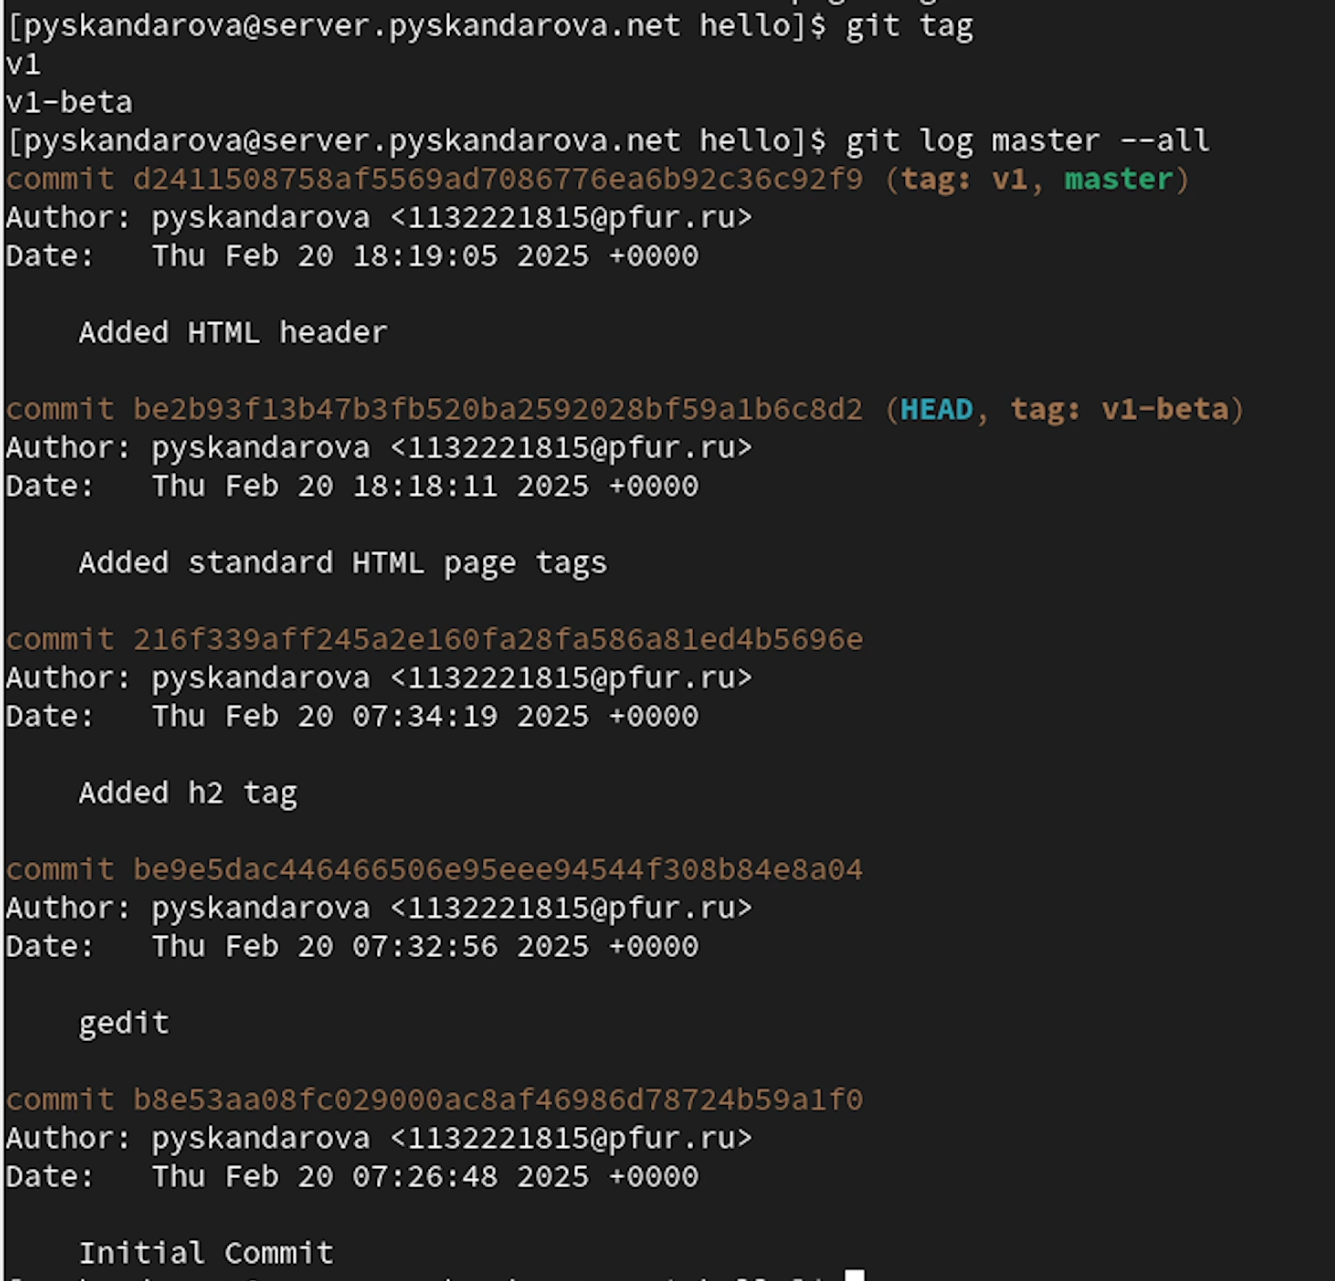 [pyskandarova@server.pyskandarova.net hello]$ git tag
v1
v1-beta
[pyskandarova@server.pyskandarova.net hello]$ git log master --all
commit d2411508758af5569ad7086776ea6b92c36c92f9 (tag: v1, master)
Author: pyskandarova <1132221815@pfur.ru>
Date:   Thu Feb 20 18:19:05 2025 +0000

    Added HTML header

commit be2b93f13b47b3fb520ba2592028bf59a1b6c8d2 (HEAD, tag: v1-beta)
Author: pyskandarova <1132221815@pfur.ru>
Date:   Thu Feb 20 18:18:11 2025 +0000

    Added standard HTML page tags

commit 216f339aff245a2e160fa28fa586a81ed4b5696e
Author: pyskandarova <1132221815@pfur.ru>
Date:   Thu Feb 20 07:34:19 2025 +0000

    Added h2 tag

commit be9e5dac446466506e95eee94544f308b84e8a04
Author: pyskandarova <1132221815@pfur.ru>
Date:   Thu Feb 20 07:32:56 2025 +0000

    gedit

commit b8e53aa08fc029000ac8af46986d78724b59a1f0
Author: pyskandarova <1132221815@pfur.ru>
Date:   Thu Feb 20 07:26:48 2025 +0000

    Initial Commit